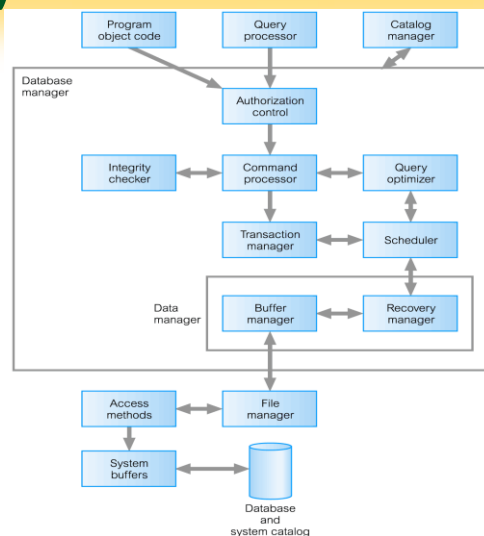 Program
object code
Query
processor
Catalog
manager
Database
manager
Authorization
control
Integrity
checker
Command
processor
Query
optimizer
Transaction
manager
Scheduler
Data
manager
Buffer
manager
Recovery
manager
Access
methods
File
manager
System
buffers
Database
and
system catalog